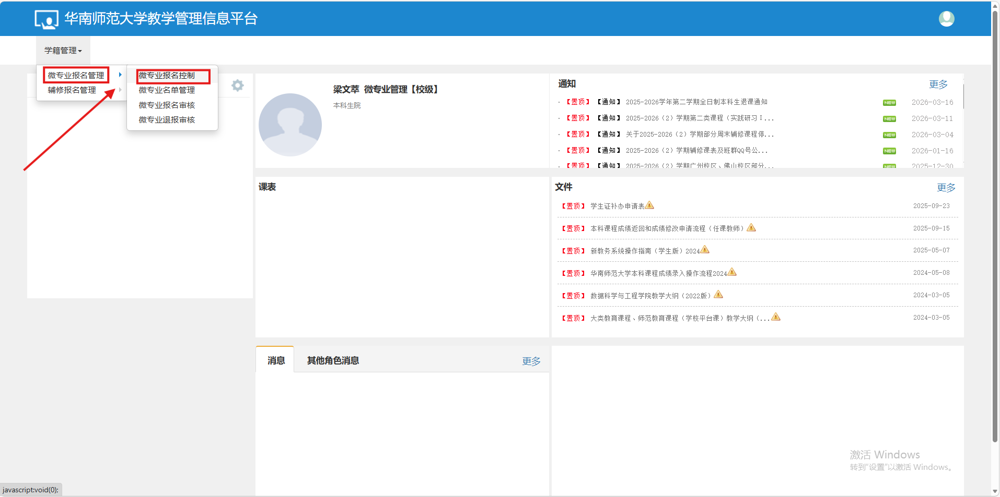 华南师范大学教学管理信息平台
学籍管理
微专业报名管理
辅修报名管理
微专业报名控制
微专业名单管理
微专业报名审核
微专业退报审核
梁文萃 微专业管理【校级】
本科生院
通知
更多
· 【置顶】 【通知】 2025-2026学年第二学期全日制本科生退课通知 NEW 2026-03-16
· 【置顶】 【通知】 2025-2026（2）学期第二类课程（实践研习Ⅰ... NEW 2026-03-11
· 【置顶】 【通知】 关于2025-2026（2）学期部分周末辅修课程停... NEW 2026-03-04
· 【置顶】 【通知】 2025-2026（2）学期辅修课表及班群QQ号公... NEW 2026-01-16
· 【置顶】 【通知】 2025-2026（2）学期广州校区、佛山校区部分... NEW 2025-12-30
课表
文件
更多
【置顶】 学生证补办申请表 2025-09-23
【置顶】 本科课程成绩返回和成绩修改申请流程（任课教师） 2025-09-15
【置顶】 新教务系统操作指南（学生版）2024 2025-05-07
【置顶】 华南师范大学本科课程成绩录入操作流程2024 2024-05-08
【置顶】 数据科学与工程学院教学大纲（2022版） 2024-03-05
【置顶】 大类教育课程、师范教育课程（学校平台课）教学大纲（... 2024-03-05
消息
其他角色消息
更多
激活 Windows
转到“设置”以激活 Windows。
javascript:void(0);